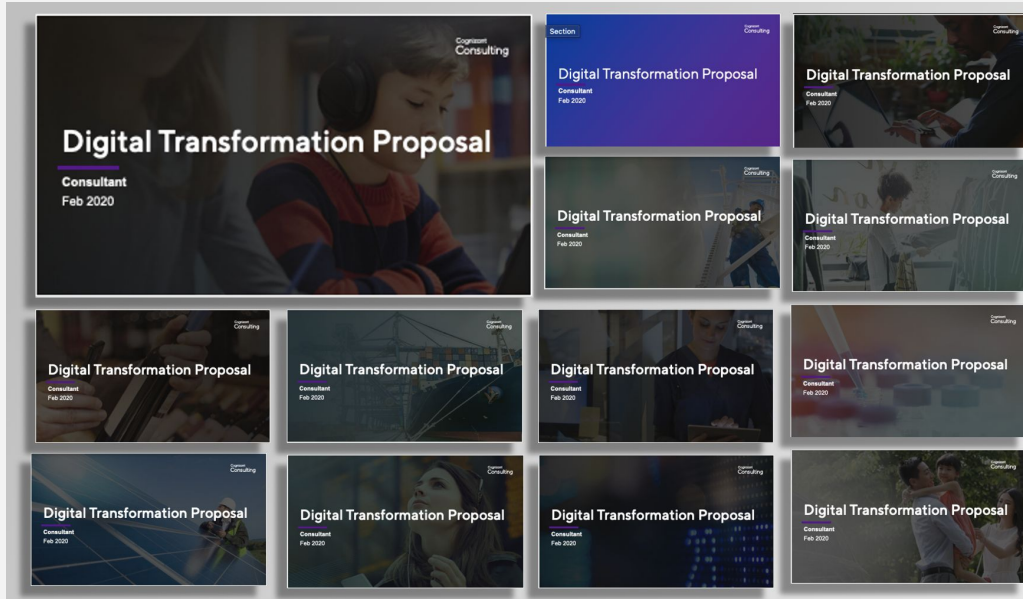 Cognizant
Consulting
Digital Transformation Proposal
Consultant
Feb 2020
Section
Cognizant
Consulting
Digital Transformation Proposal
Consultant
Feb 2020
Cognizant
Consulting
Digital Transformation Proposal
Consultant
Feb 2020
Cognizant
Consulting
Digital Transformation Proposal
Consultant
Feb 2020
Cognizant
Consulting
Digital Transformation Proposal
Consultant
Feb 2020
Cognizant
Consulting
Digital Transformation Proposal
Consultant
Feb 2020
Cognizant
Consulting
Digital Transformation Proposal
Consultant
Feb 2020
Cognizant
Consulting
Digital Transformation Proposal
Consultant
Feb 2020
Cognizant
Consulting
Digital Transformation Proposal
Consultant
Feb 2020
Cognizant
Consulting
Digital Transformation Proposal
Consultant
Feb 2020
Cognizant
Consulting
Digital Transformation Proposal
Consultant
Feb 2020
Cognizant
Consulting
Digital Transformation Proposal
Consultant
Feb 2020
Cognizant
Consulting
Digital Transformation Proposal
Consultant
Feb 2020